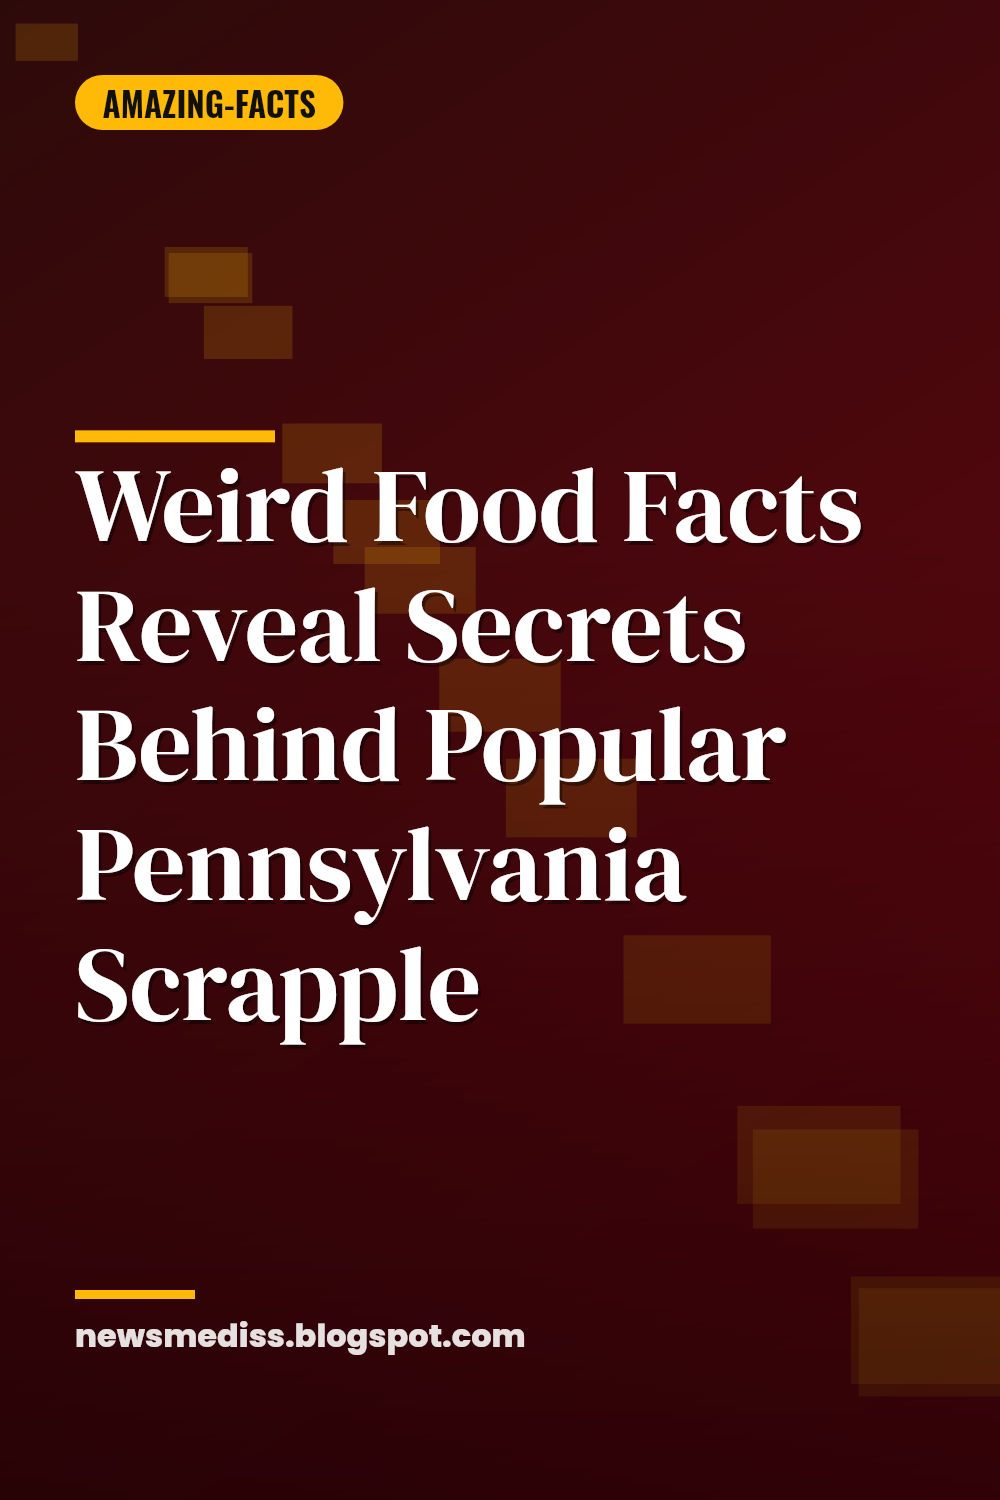 AMAZING-FACTS
Weird Food Facts
Reveal Secrets
Behind Popular
Pennsylvania
Scrapple
newsmediss.blogspot.com